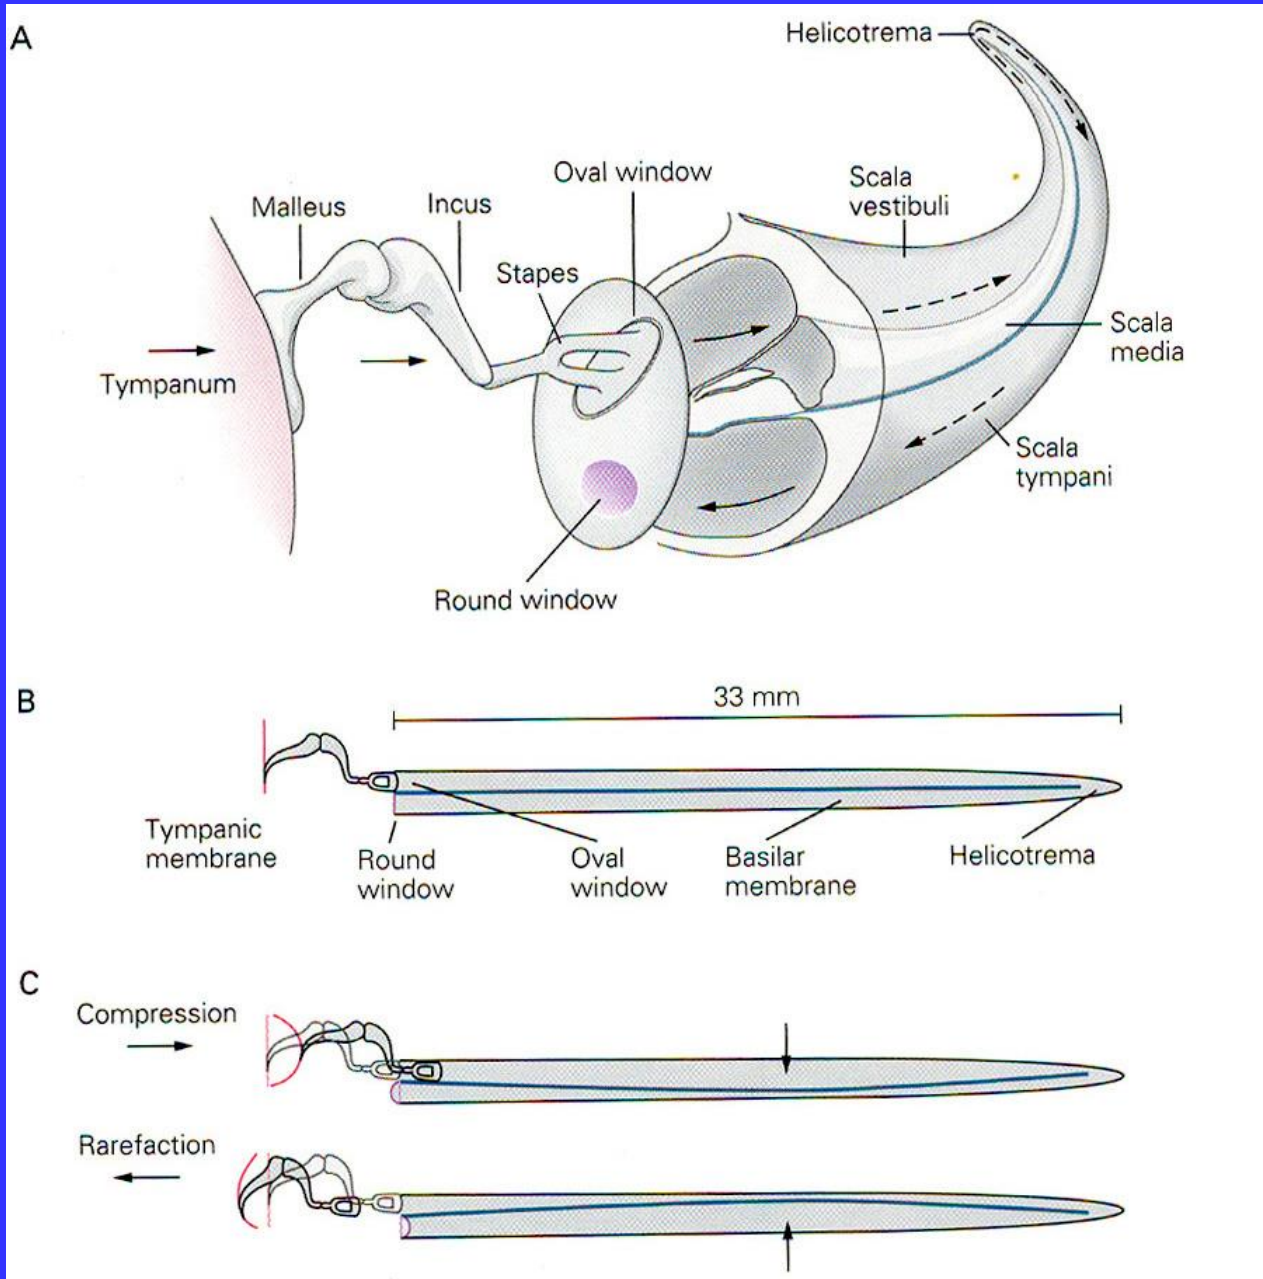 A
Helicotrema
Oval window
Scala
vestibuli
Malleus
Incus
Stapes
Scala
media
Tympanum
Scala
tympani
Round window
B
33 mm
Tympanic
membrane
Round
window
Oval
window
Basilar
membrane
Helicotrema
C
Compression
Rarefaction